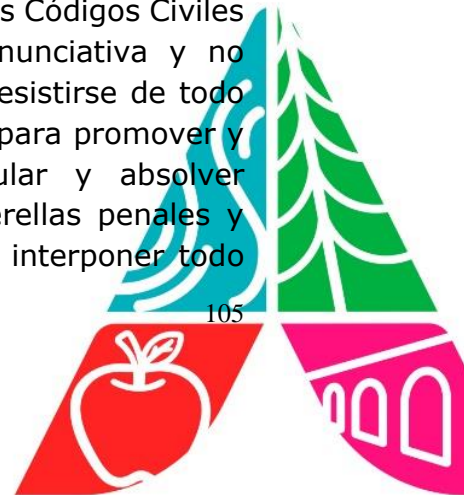 s Códigos Civiles
nunciativa y no
esistirse de todo
para promover y
ular y absolver
erellas penales y
interponer todo
105